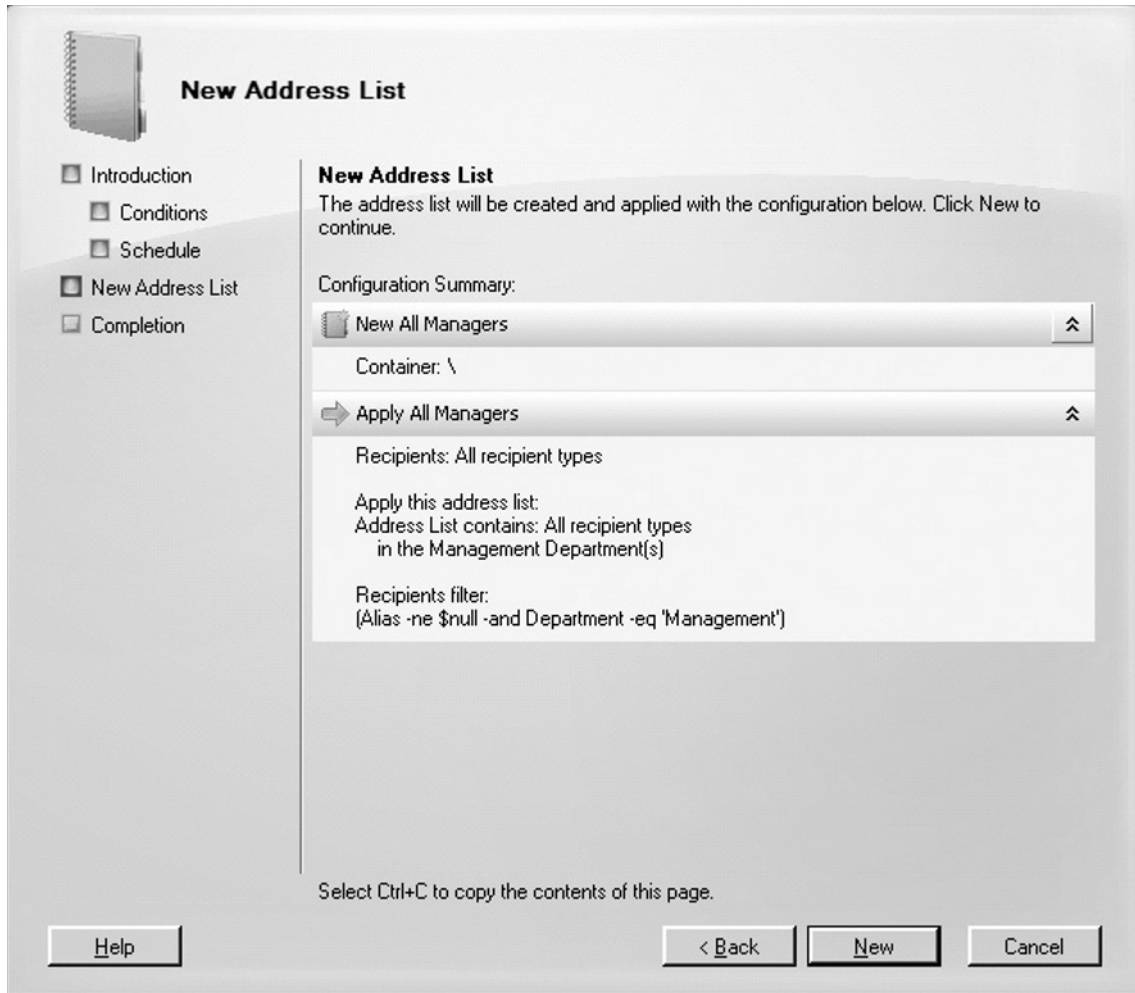 New Address List
Introduction
Conditions
Schedule
New Address List
Completion
New Address List
The address list will be created and applied with the configuration below. Click New to
continue.
Configuration Summary:
New All Managers
Container: \
Apply All Managers
Recipients: All recipient types
Apply this address list:
Address List contains: All recipient types
in the Management Department(s)
Recipients filter:
(Alias -ne $null -and Department -eq 'Management')
Select Ctrl+C to copy the contents of this page.
Help
< Back
New
Cancel